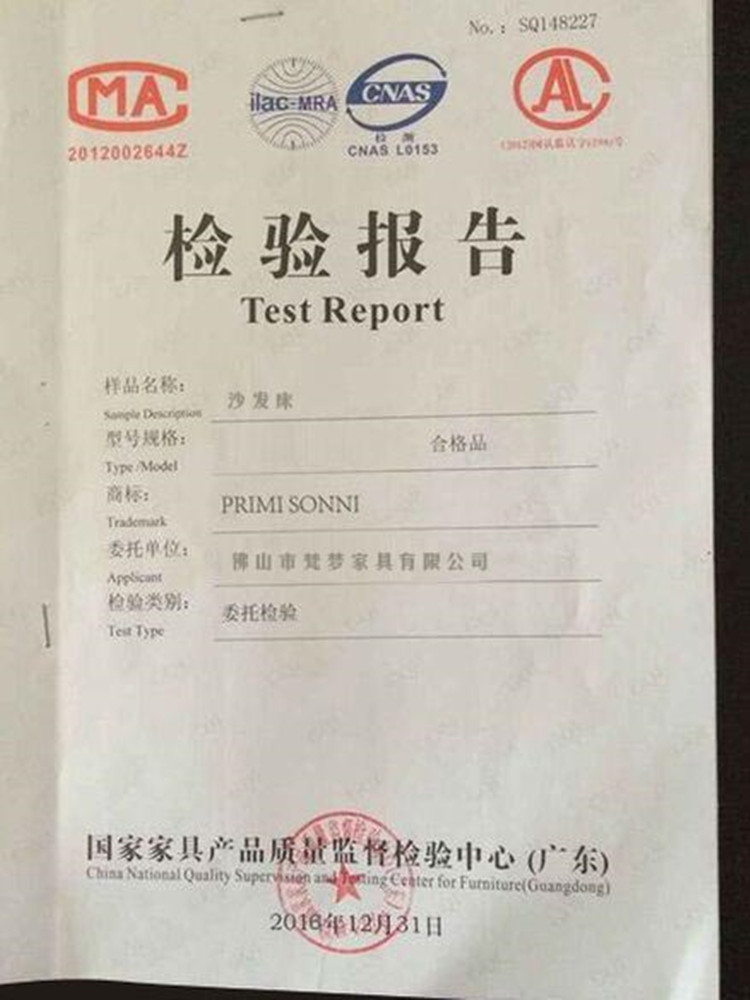 No.: SQ148227
MA
ilac-MRA
CNAS
AL
检 测
2012002644Z
CNAS L0153
检验报告
Test Report
样品名称:
Sample Description
沙发床
型号规格:
Type /Model
合格品
商标:
Trademark
PRIMI SONNI
委托单位:
Applicant
佛山市梵梦家具有限公司
检验类别:
Test Type
委托检验
国家家具产品质量监督检验中心 (广东)
China National Quality Supervision and Testing Center for Furniture(Guangdong)
2016年12月31日